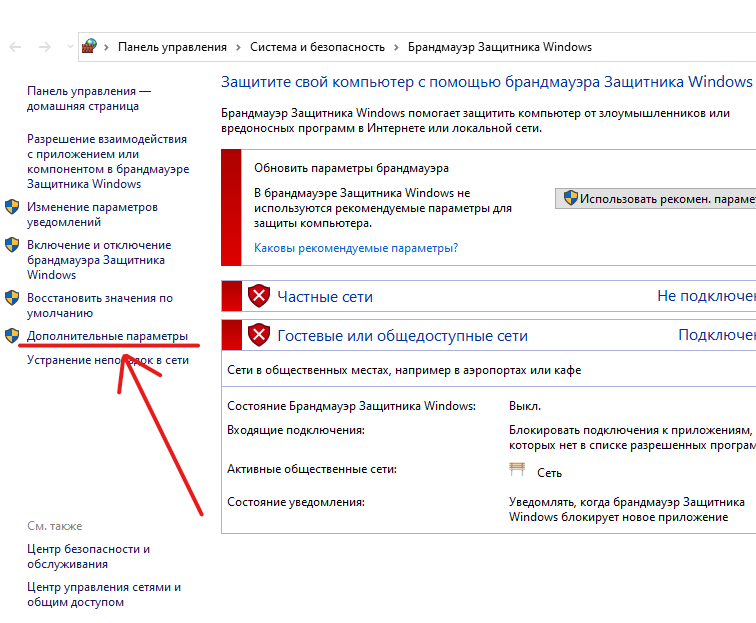 Панель управления › Система и безопасность › Брандмауэр Защитника Windows
Панель управления —
домашняя страница
Разрешение взаимодействия
с приложением или
компонентом в брандмауэре
Защитника Windows
Изменение параметров
уведомлений
Включение и отключение
брандмауэра Защитника
Windows
Восстановить значения по
умолчанию
Дополнительные параметры
Устранение неполадок в сети
См. также
Центр безопасности и
обслуживания
Центр управления сетями и
общим доступом
Защитите свой компьютер с помощью брандмауэра Защитника Windows
Брандмауэр Защитника Windows помогает защитить компьютер от злоумышленников или
вредоносных программ в Интернете или локальной сети.
Обновить параметры брандмауэра
В брандмауэре Защитника Windows не
используются рекомендуемые параметры для
защиты компьютера.
Использовать рекомен. параме
Каковы рекомендуемые параметры?
Частные сети Не подключен
Гостевые или общедоступные сети Подключен
Сети в общественных местах, например в аэропортах или кафе
Состояние Брандмауэр Защитника Windows: Выкл.
Входящие подключения: Блокировать подключения к приложениям,
которых нет в списке разрешенных програм
Активные общественные сети: Сеть
Состояние уведомления: Уведомлять, когда брандмауэр Защитника
Windows блокирует новое приложение